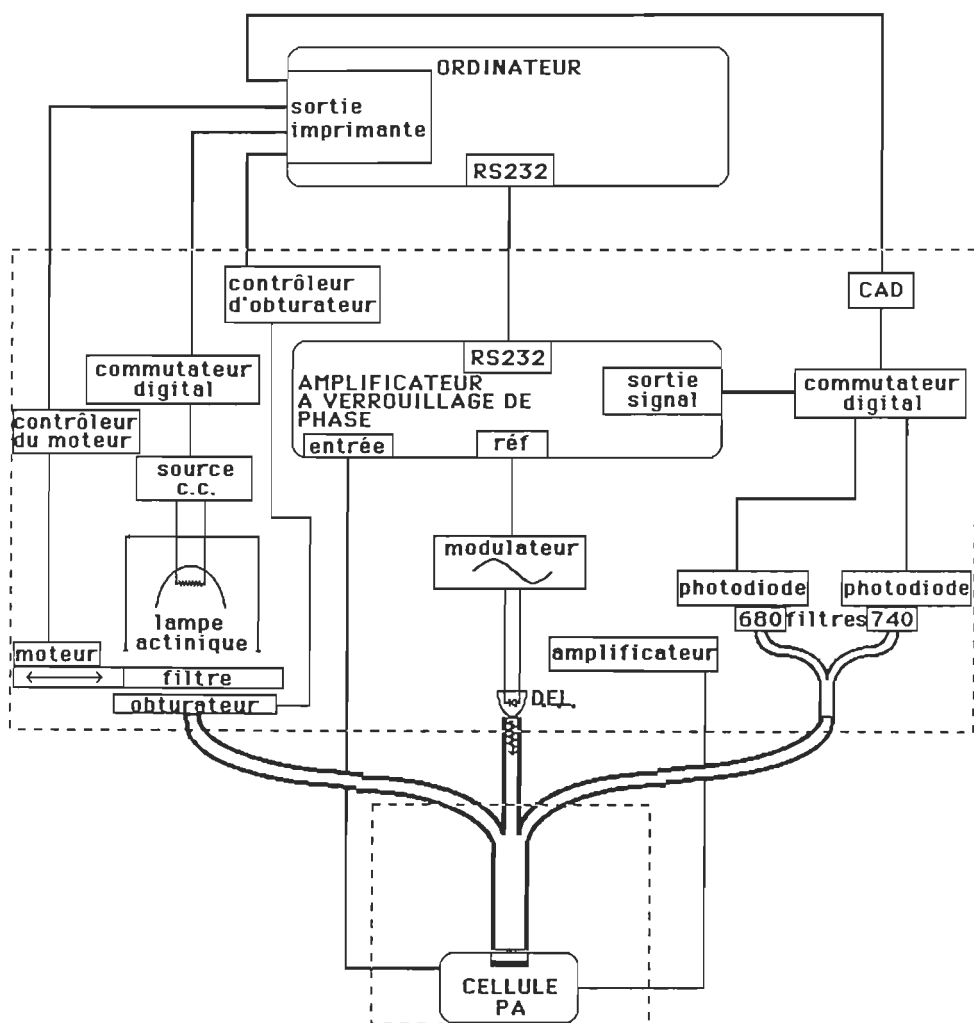 ORDINATEUR
sortie
imprimante
RS232
contrôleur
d'obturateur
CAD
RS232
commutateur
digital
AMPLIFICATEUR
A VERROUILLAGE DE
PHASE
sortie
signal
commutateur
digital
contrôleur
du moteur
entrée
réf
source
c.c.
modulateur
photodiode
photodiode
680 filtres 740
lampe
actinique
moteur
amplificateur
filtre
obturateur
D.E.L.
CELLULE
PA